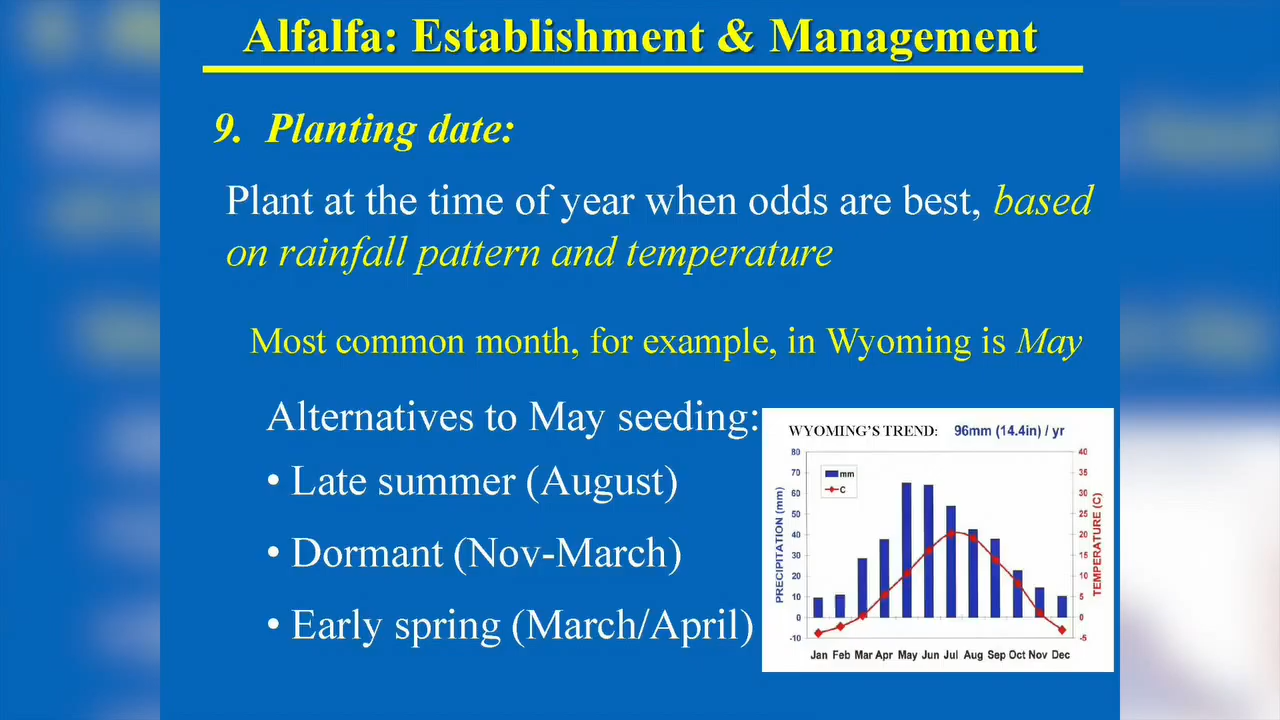 Alfalfa: Establishment & Management
9. Planting date:
Plant at the time of year when odds are best, based
on rainfall pattern and temperature
Most common month, for example, in Wyoming is May
Alternatives to May seeding:
• Late summer (August)
• Dormant (Nov-March)
• Early spring (March/April)
WYOMING'S TREND: 96mm (14.4in) / yr
80 40
70 35
60 30
50 25
40 20
30 15
20 10
10 5
0 0
-10 -5
mm
C
PRECIPITATION (mm)
TEMPERATURE (C)
Jan Feb Mar Apr May Jun Jul Aug Sep Oct Nov Dec